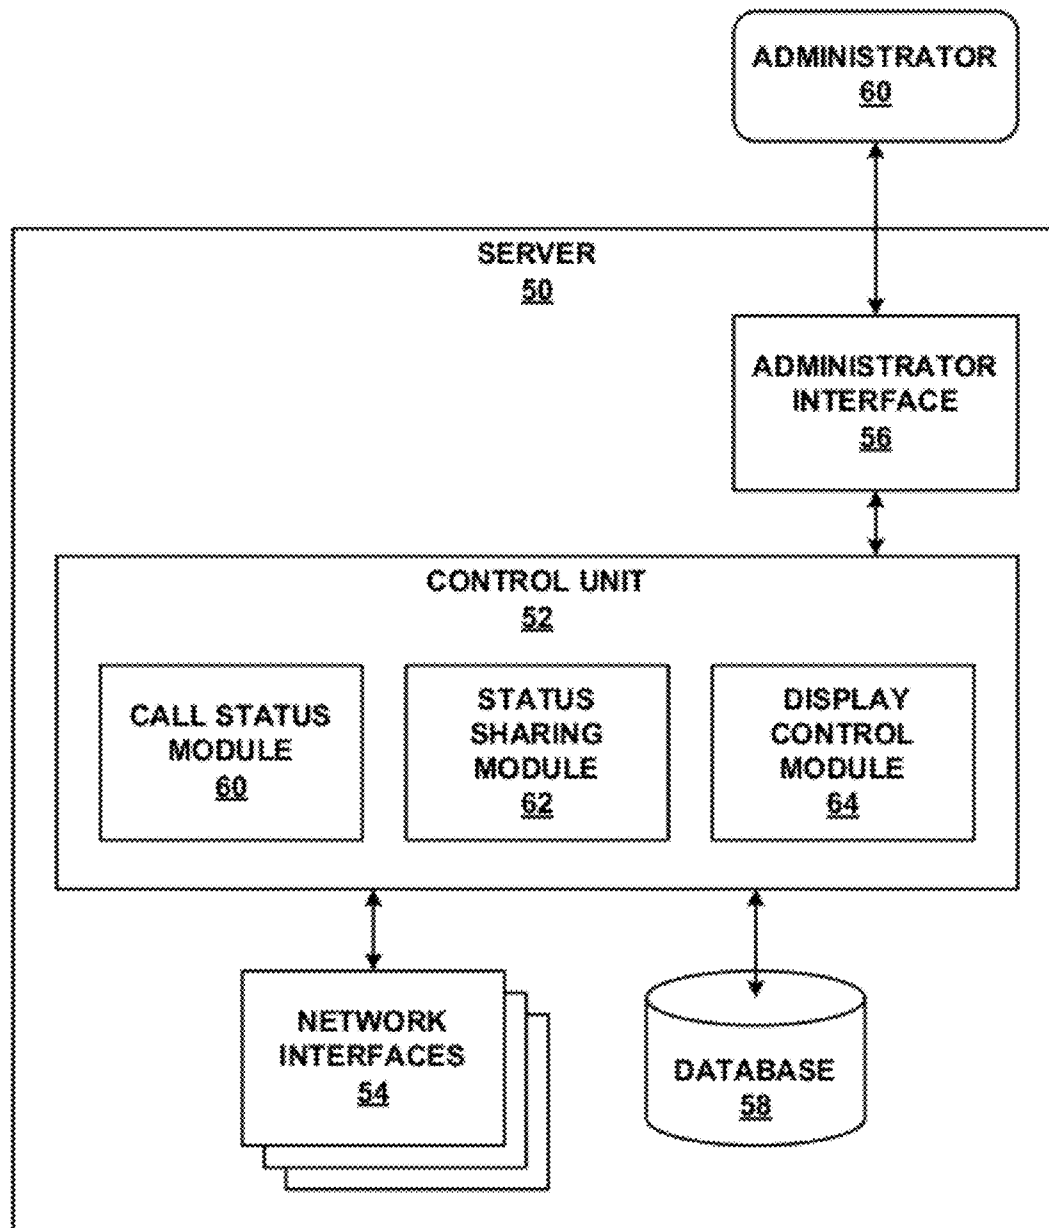 ADMINISTRATOR
60
SERVER
50
ADMINISTRATOR
INTERFACE
56
CONTROL UNIT
52
CALL STATUS
MODULE
60
STATUS
SHARING
MODULE
62
DISPLAY
CONTROL
MODULE
64
NETWORK
INTERFACES
54
DATABASE
58